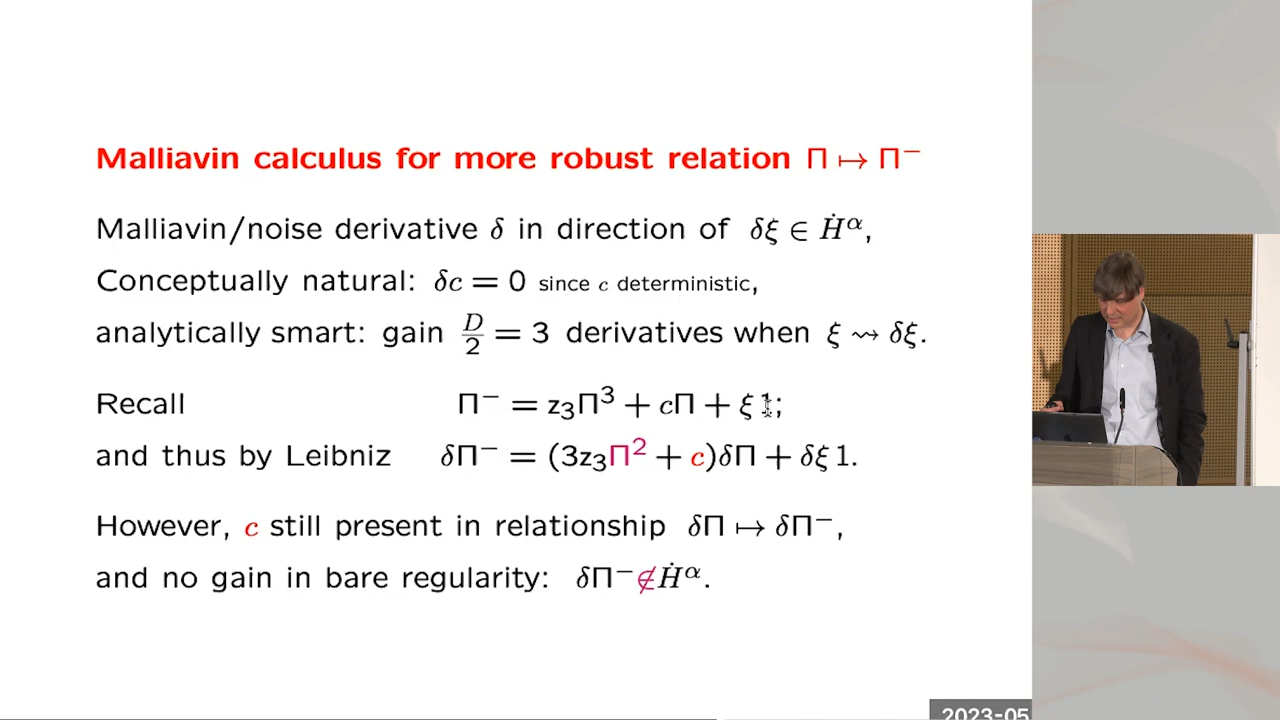 Malliavin calculus for more robust relation Π ↦ Π⁻
Malliavin/noise derivative δ in direction of δξ ∈ Ḣᵅ,
Conceptually natural: δc = 0 since c deterministic,
analytically smart: gain D/2 = 3 derivatives when ξ ⇝ δξ.
Recall Π⁻ = z₃Π³ + cΠ + ξ1;
and thus by Leibniz δΠ⁻ = (3z₃Π² + c)δΠ + δξ1.
However, c still present in relationship δΠ ↦ δΠ⁻,
and no gain in bare regularity: δΠ⁻ ∉ Ḣᵅ.
2023-05